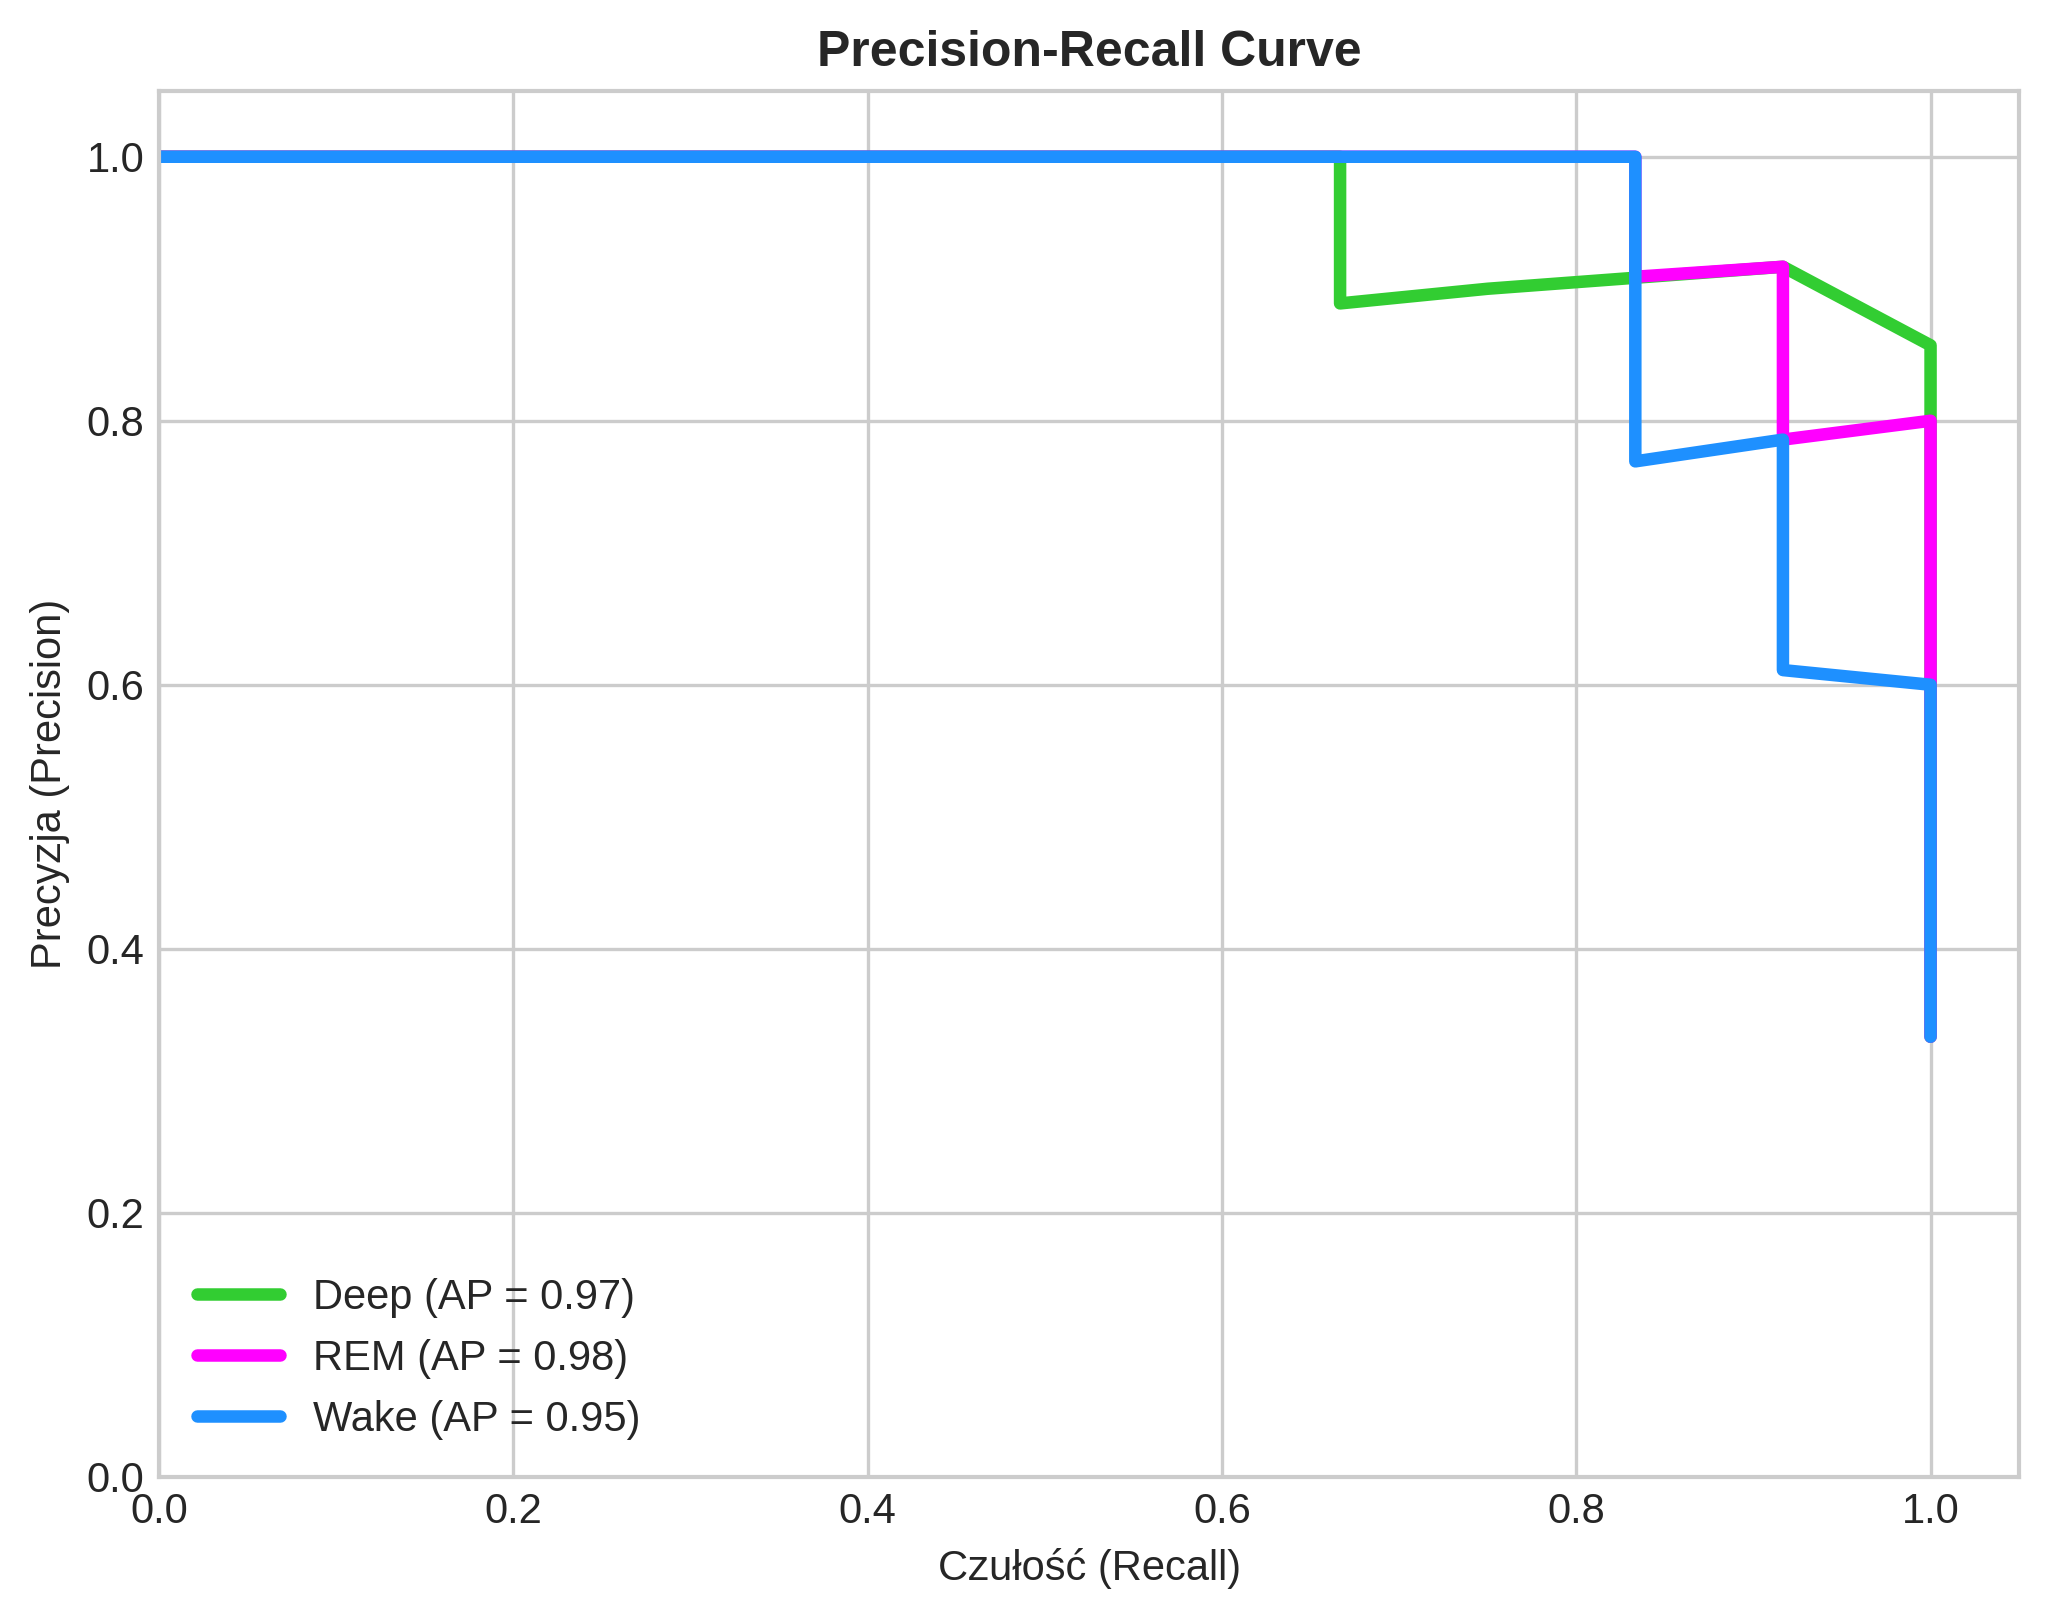 Precision-Recall Curve
1.0
0.8
0.6
0.4
0.2
0.0
Precyzja (Precision)
Deep (AP = 0.97)
REM (AP = 0.98)
Wake (AP = 0.95)
0.0 0.2 0.4 0.6 0.8 1.0
Czułość (Recall)